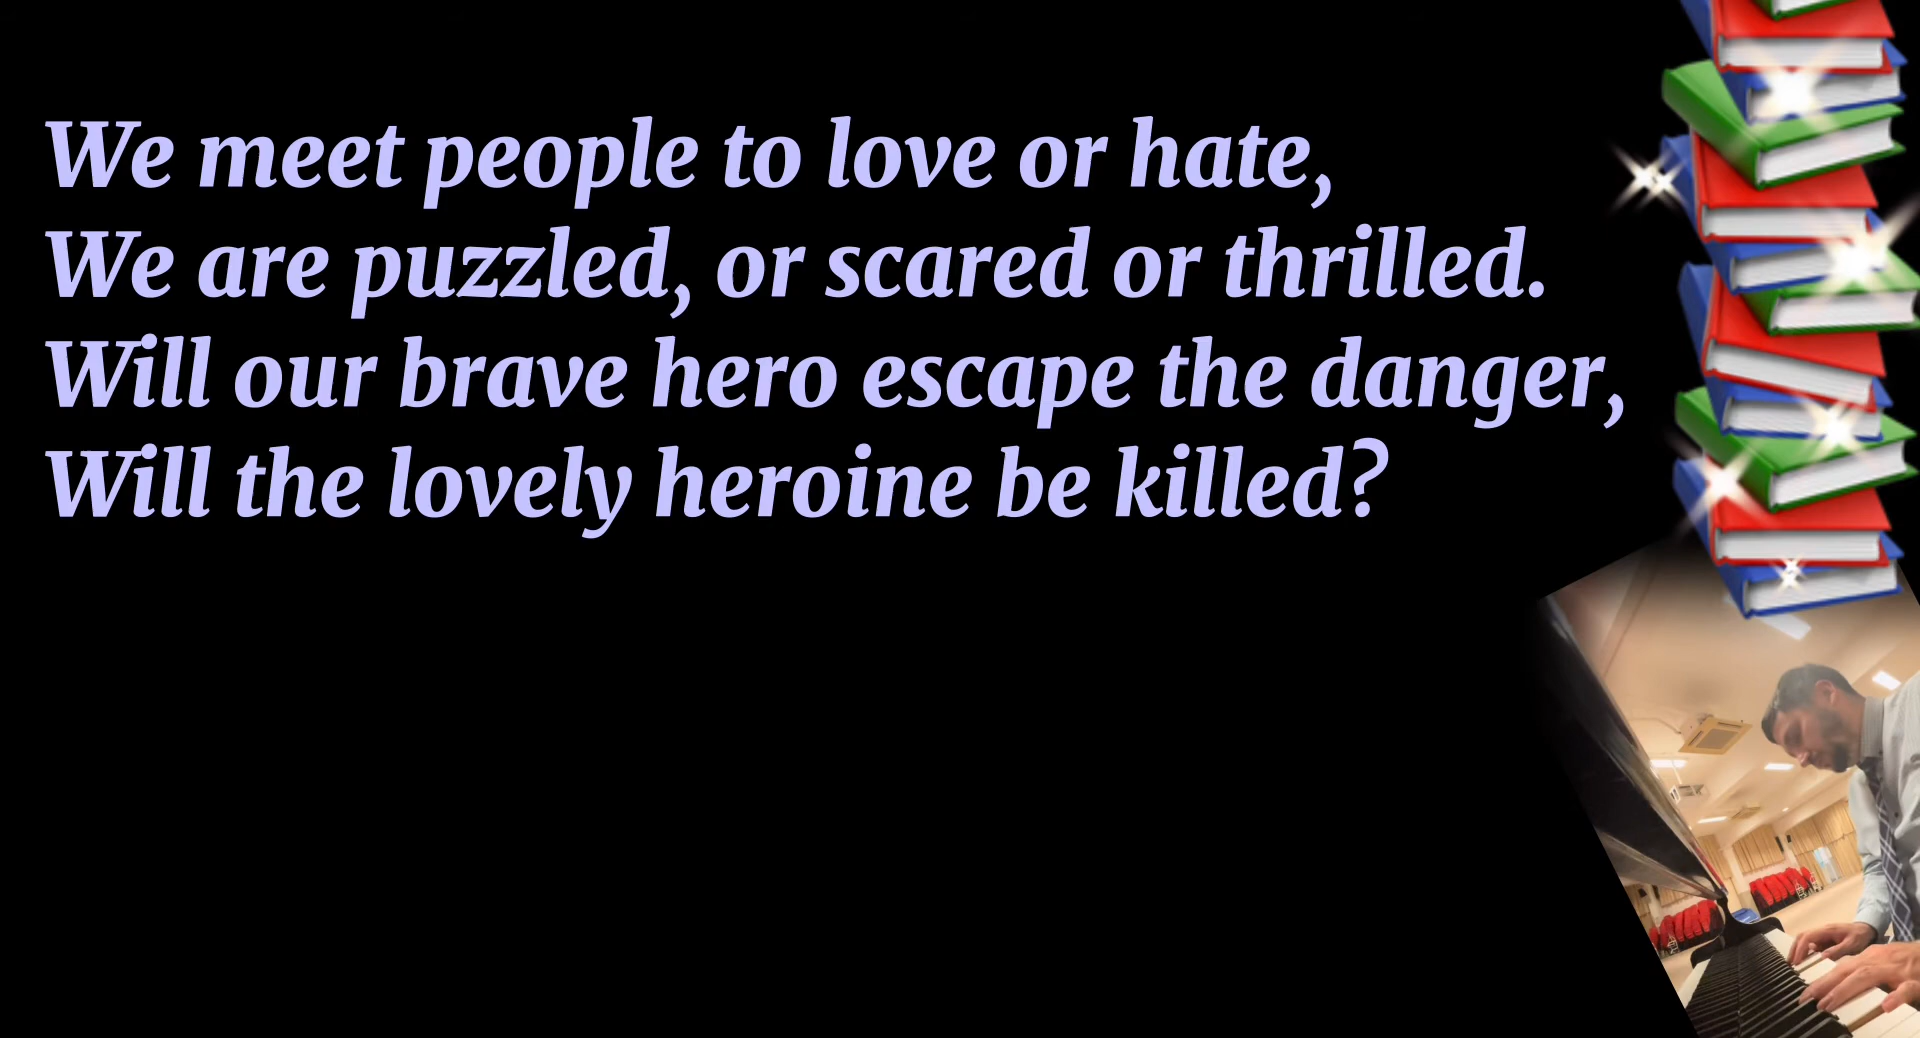 We meet people to love or hate,
We are puzzled, or scared or thrilled.
Will our brave hero escape the danger,
Will the lovely heroine be killed?